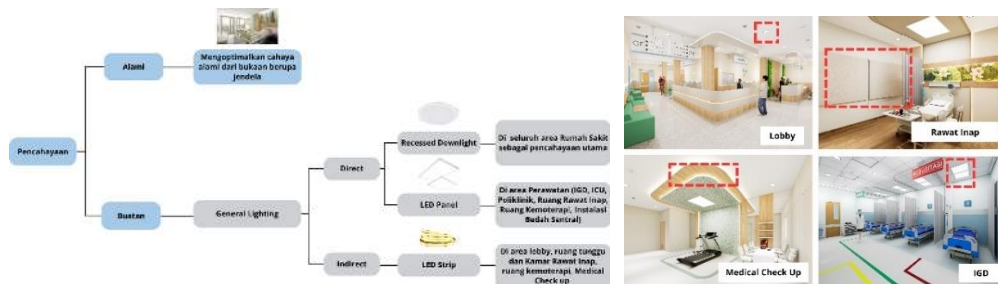 Pencahayaan
Alami
Mengoptimalkan cahaya
alami dari bukaan berupa
jendela
Buatan
General Lighting
Direct
Recessed Downlight
Di seluruh area Rumah Sakit
sebagai pencahayaan utama
LED Panel
Di area Perawatan (IGD, ICU,
Poliklinik, Ruang Rawat Inap,
Ruang Kemoterapi, Instalasi
Bedah Sentral)
Indirect
LED Strip
Di area lobby, ruang tunggu
dan Kamar Rawat Inap,
ruang kemoterapi, Medical
Check up
Lobby
Rawat Inap
Medical Check Up
IGD